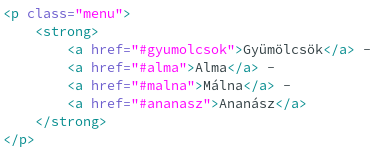 <p class="menu">
<strong>
<a href="#gyumolcsok">Gyümölcsök</a> –
<a href="#alma">Alma</a> –
<a href="#malna">Málna</a> –
<a href="#ananasz">Ananász</a>
</strong>
</p>